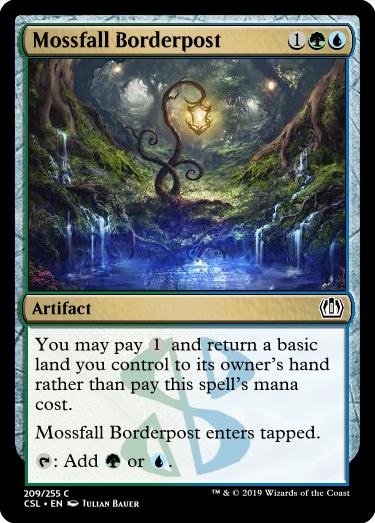 Mossfall Borderpost 1
Artifact
You may pay 1 and return a basic
land you control to its owner's hand
rather than pay this spell's mana
cost.
Mossfall Borderpost enters tapped.
: Add or .
209/255 C
CSL • EN Julian Bauer
™ & © 2019 Wizards of the Coast